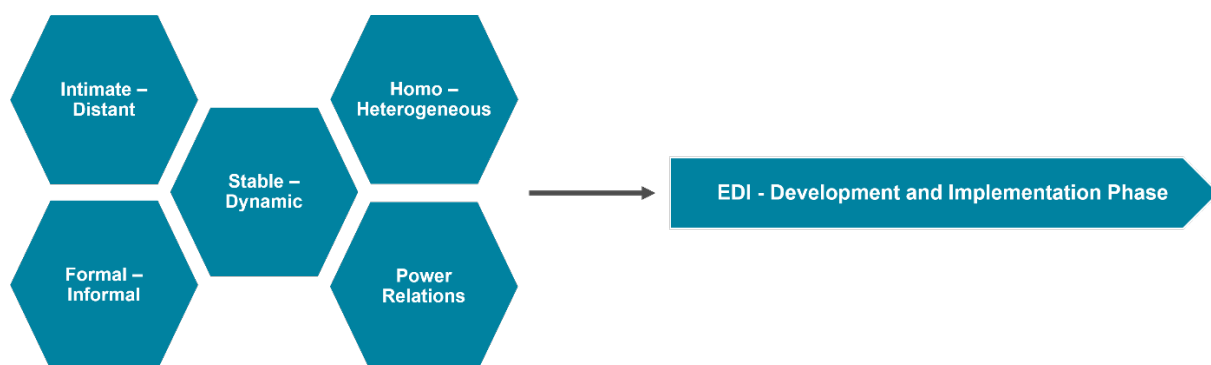 Intimate –
Distant
Homo –
Heterogeneous
Stable –
Dynamic
Formal –
Informal
Power
Relations
EDI - Development and Implementation Phase